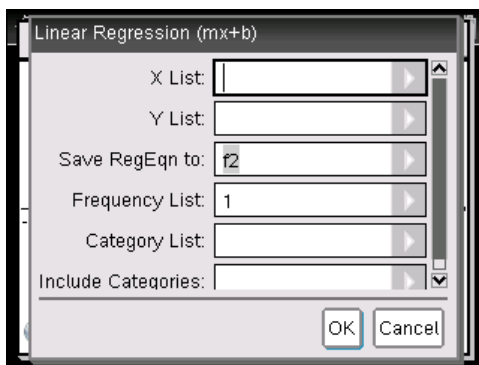 Linear Regression (mx+b)
X List:
Y List:
Save RegEqn to: f2
Frequency List: 1
Category List:
Include Categories:
OK Cancel